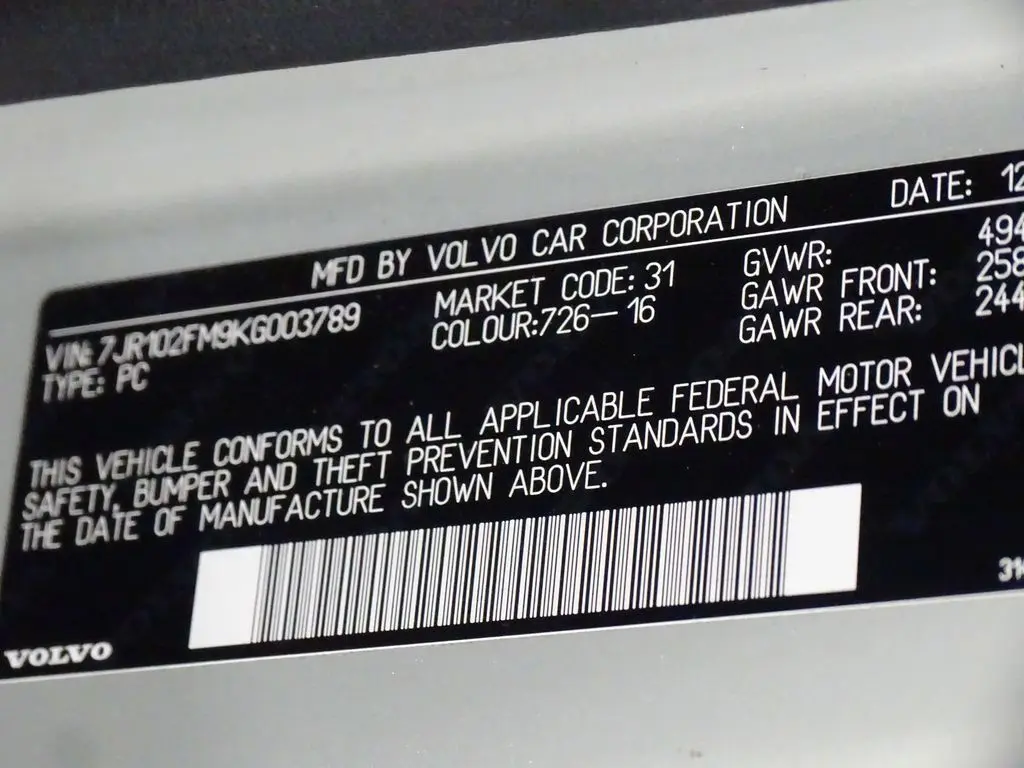 MFD BY VOLVO CAR CORPORATION DATE: 12
VIN: 7JR102FM9KG003789 MARKET CODE: 31 GVWR: 494
TYPE: PC COLOUR:726-16 GAWR FRONT: 258
GAWR REAR: 244
THIS VEHICLE CONFORMS TO ALL APPLICABLE FEDERAL MOTOR VEHICL
SAFETY, BUMPER AND THEFT PREVENTION STANDARDS IN EFFECT ON
THE DATE OF MANUFACTURE SHOWN ABOVE.
31
VOLVO